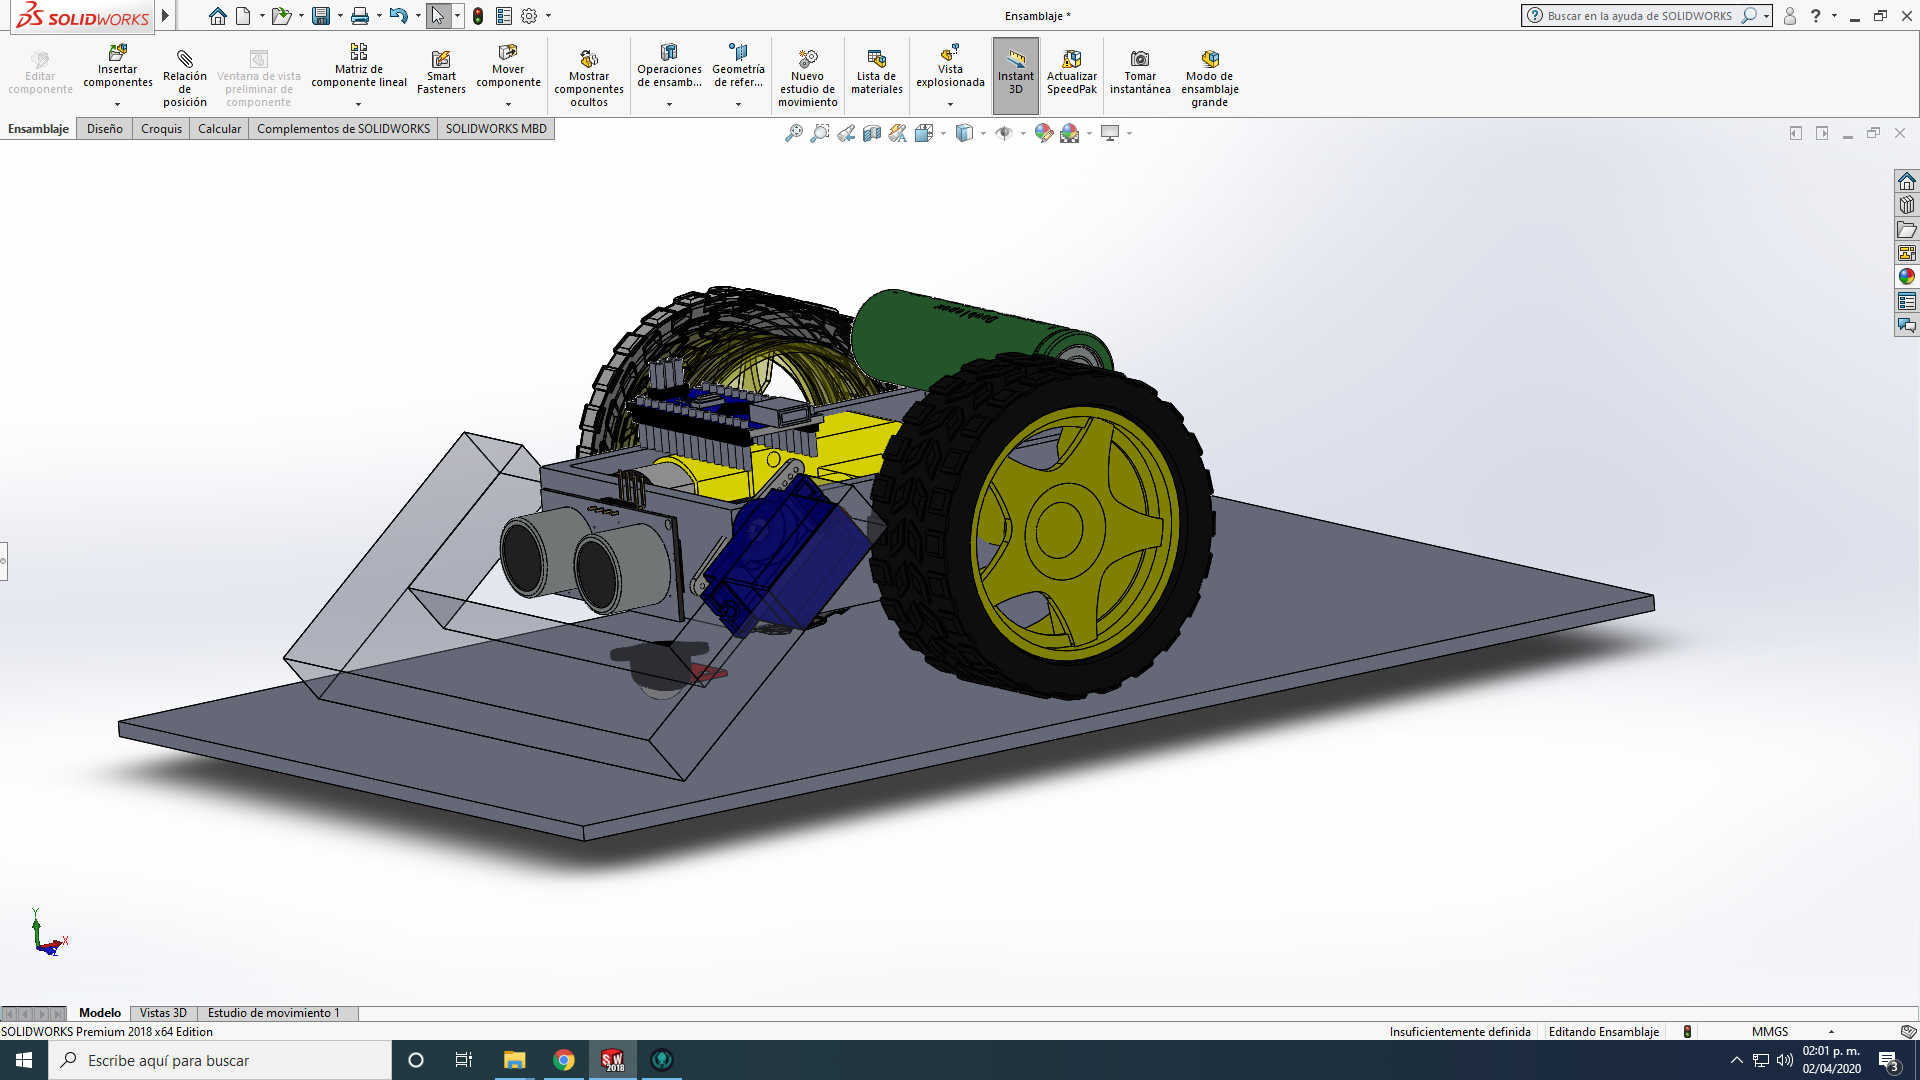 SOLIDWORKS
Ensamblaje *
Buscar en la ayuda de SOLIDWORKS
?
Editar componente
Insertar componentes
Relación de posición
Ventana de vista preliminar de componente
Matriz de componente lineal
Smart Fasteners
Mover componente
Mostrar componentes ocultos
Operaciones de ensamb...
Geometría de refer...
Nuevo estudio de movimiento
Lista de materiales
Vista explosionada
Instant 3D
Actualizar SpeedPak
Tomar instantánea
Modo de ensamblaje grande
Ensamblaje
Diseño
Croquis
Calcular
Complementos de SOLIDWORKS
SOLIDWORKS MBD
Y
X
Z
Modelo
Vistas 3D
Estudio de movimiento 1
SOLIDWORKS Premium 2018 x64 Edition
Insuficientemente definida
Editando Ensamblaje
MMGS
Escribe aquí para buscar
SW 2018
02:01 p. m.
02/04/2020
3